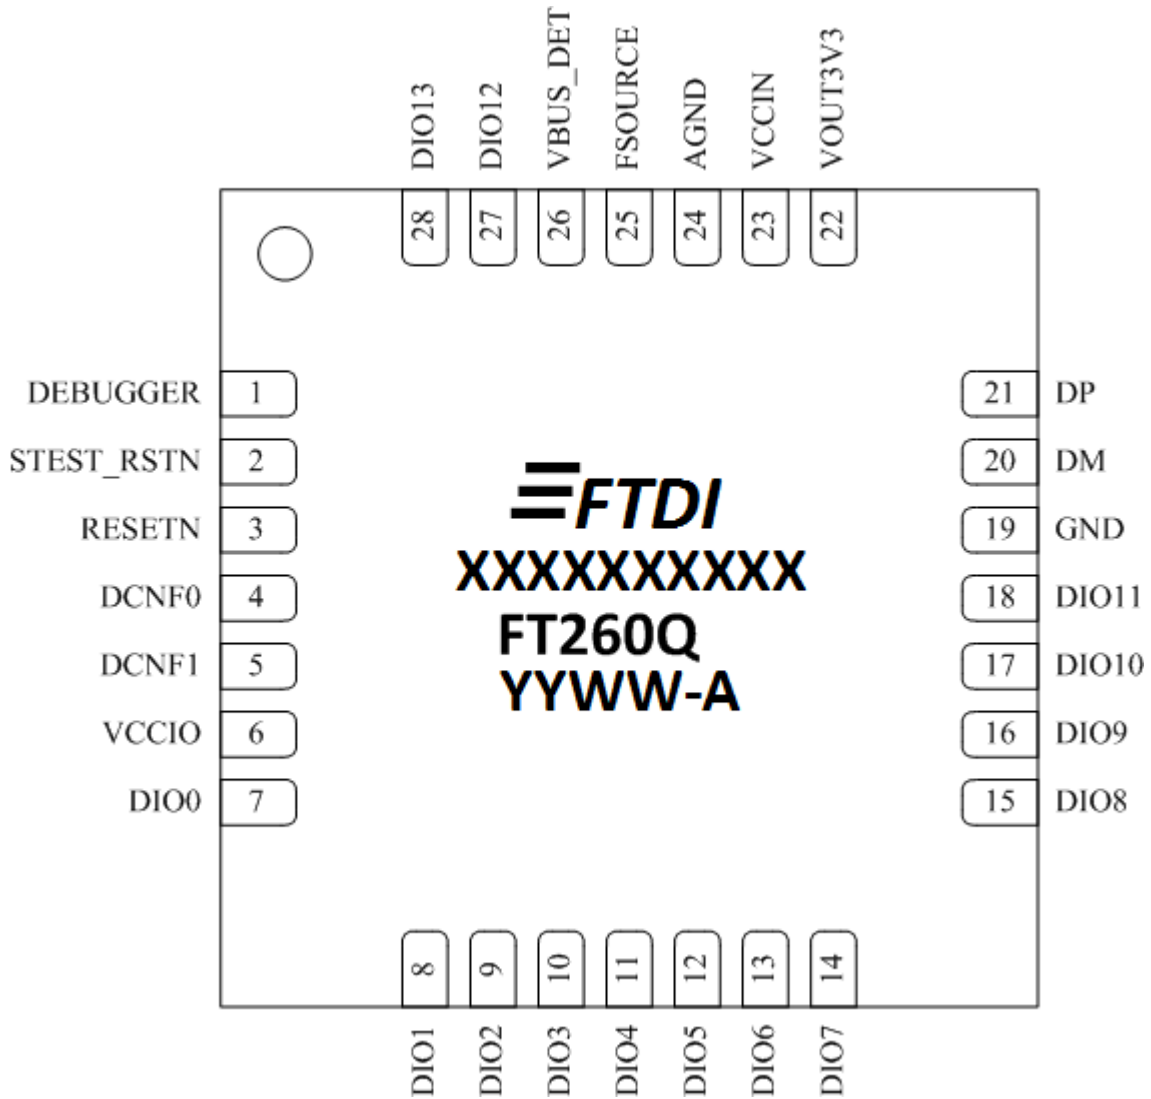 DIO13
DIO12
VBUS_DET
FSOURCE
AGND
VCCIN
VOUT3V3
28
27
26
25
24
23
22
DEBUGGER 1
STEST_RSTN 2
RESETN 3
DCNF0 4
DCNF1 5
VCCIO 6
DIO0 7
FTDI
XXXXXXXXXX
FT260Q
YYWW-A
21 DP
20 DM
19 GND
18 DIO11
17 DIO10
16 DIO9
15 DIO8
8
9
10
11
12
13
14
DIO1
DIO2
DIO3
DIO4
DIO5
DIO6
DIO7